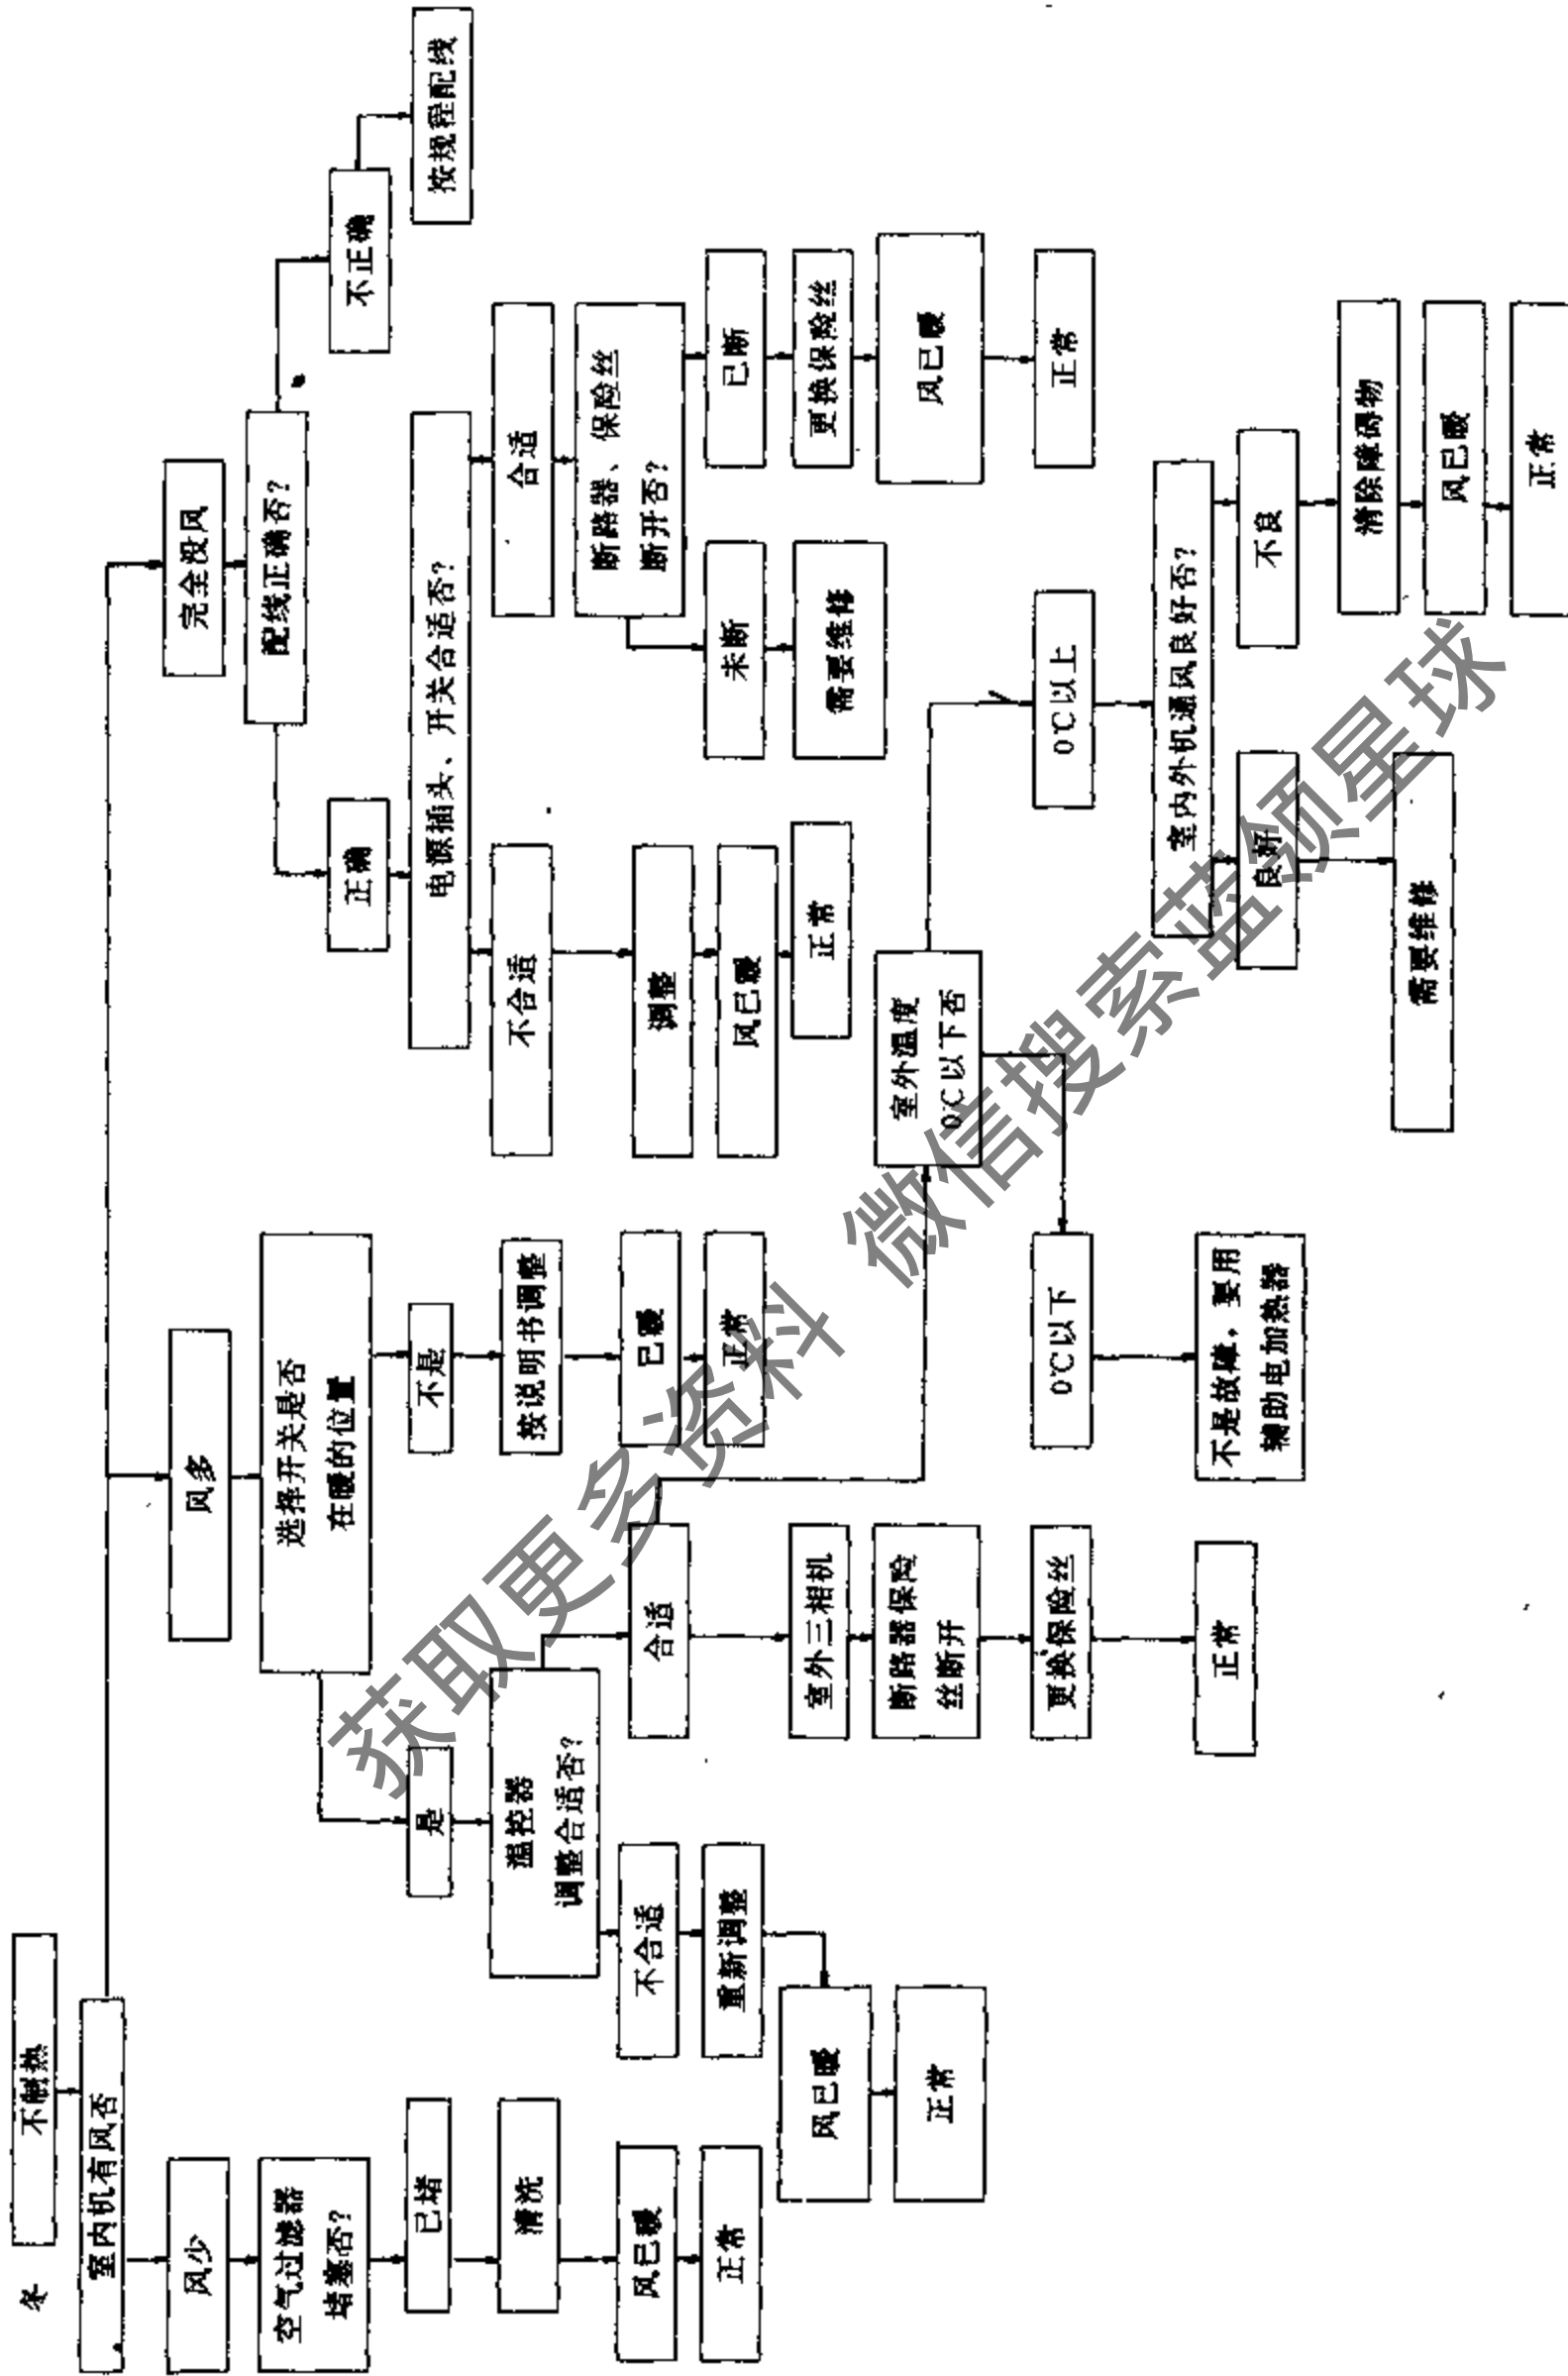 冬
不制热
室内机有风否
风少
风多
完全没风
空气过滤器
堵塞否?
已堵
清洗
风已暖
正常
选择开关是否
在暖的位置
是
不是
按说明书调整
已暖
正常
温控器
调整合适否?
不合适
重新调整
风已暖
正常
合适
室外三相机
断路器保险
丝断开
更换保险丝
正常
室外温度
0℃以下否
0℃以下
不是故障,要用
辅助电加热器
0℃以上
室内外机通风良好否?
良好
需要维修
不良
清除障碍物
风已暖
正常
配线正确否?
正确
不正确
按规程配线
电源插头、开关合适否?
不合适
调整
风已暖
正常
合适
断路器、保险丝
断开否?
未断
需要维修
已断
更换保险丝
风已暖
正常
获取更多资料 微信搜索蓝领星球